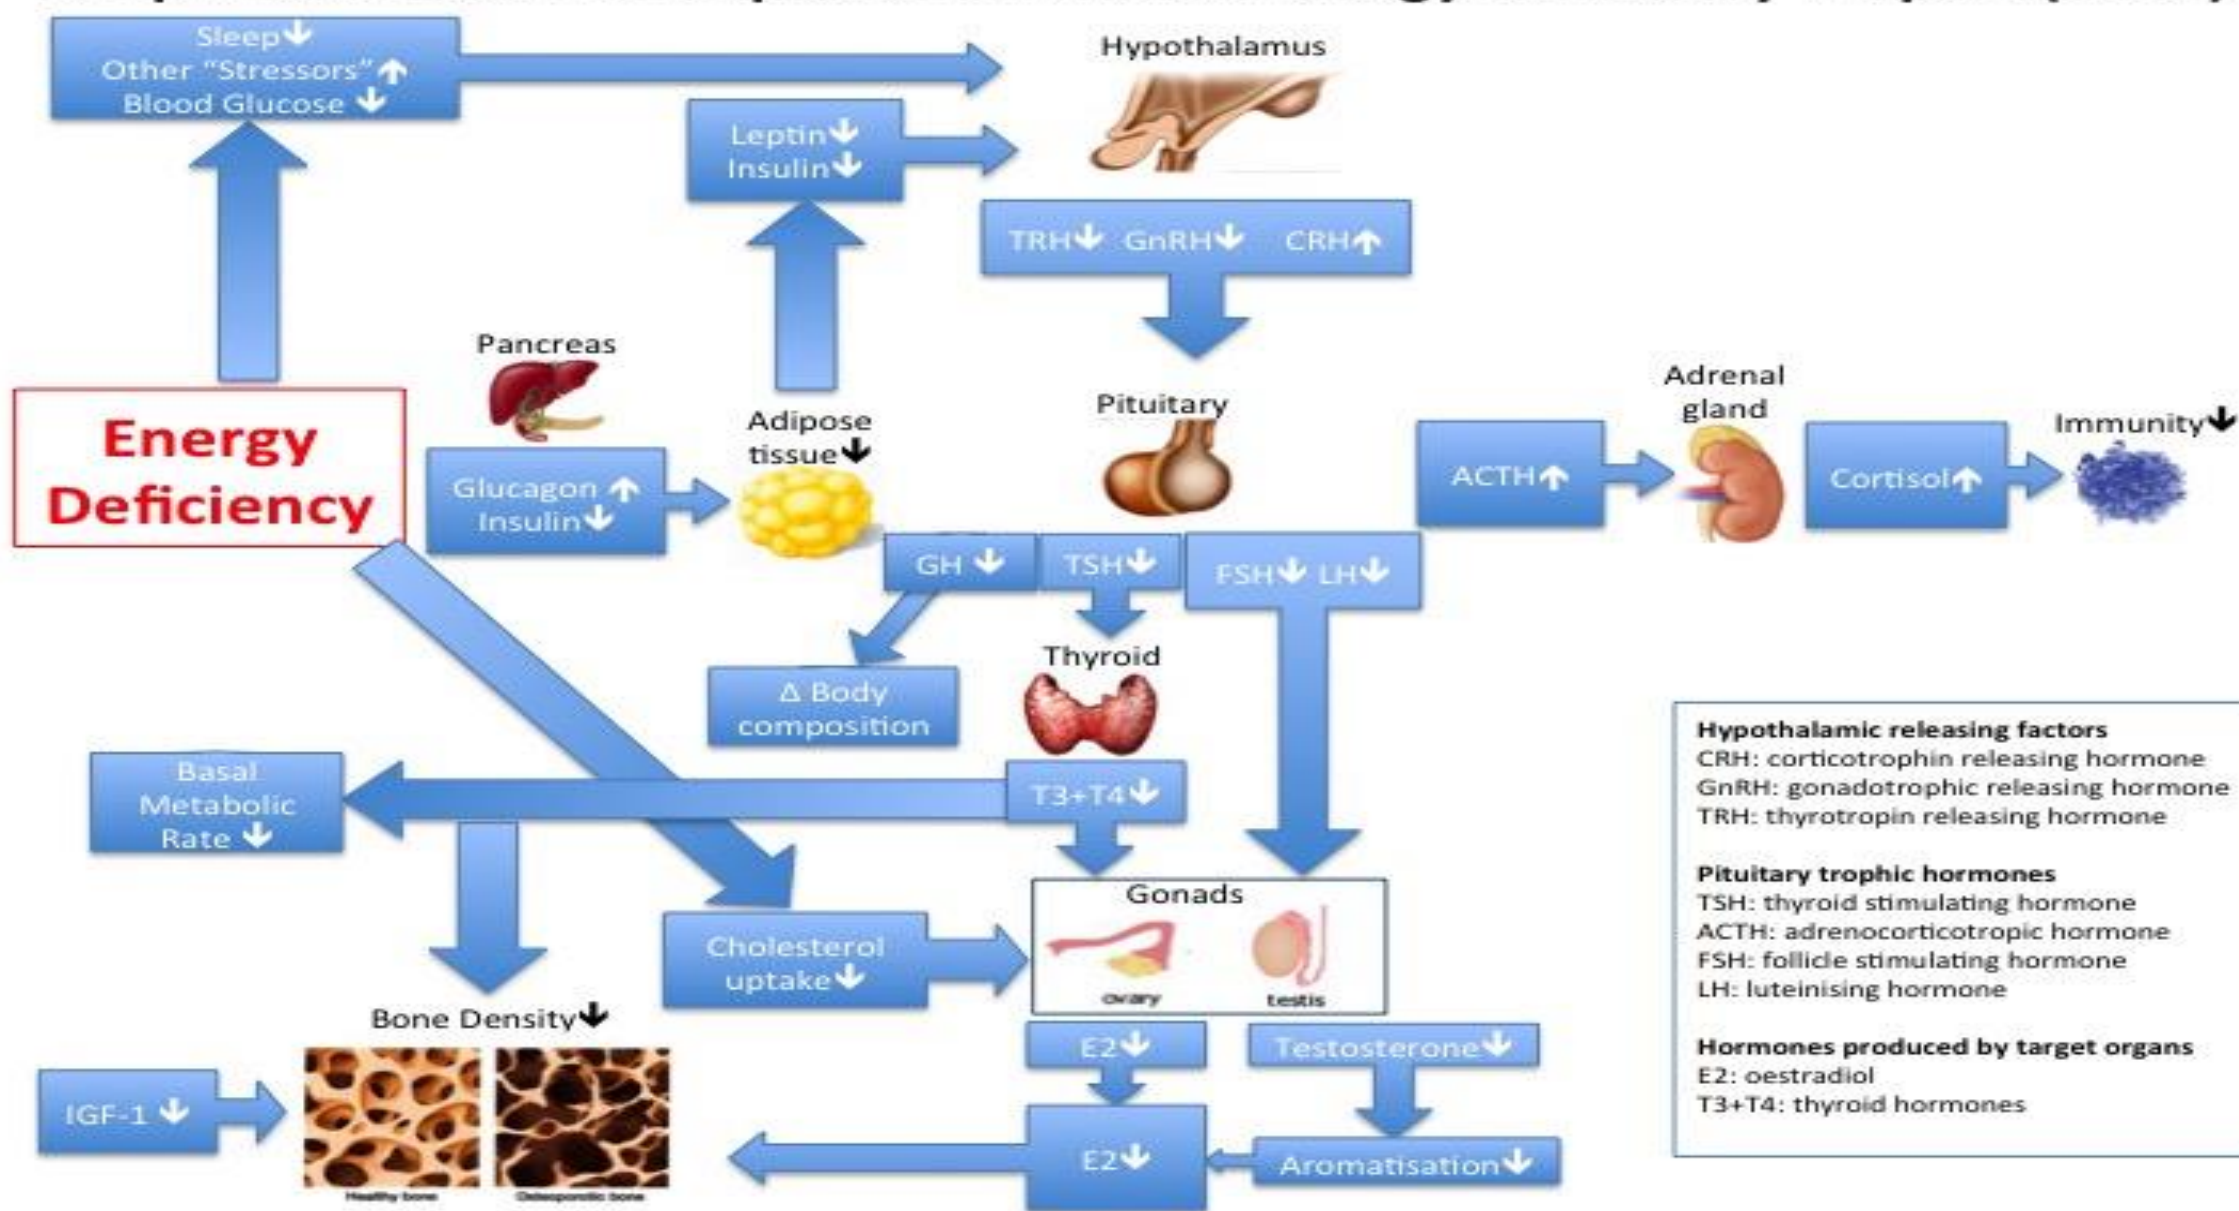 Sleep↓
Other “Stressors”↑
Blood Glucose ↓
Hypothalamus
Leptin↓
Insulin↓
TRH↓ GnRH↓ CRH↑
Pancreas
Glucagon ↑
Insulin↓
Adipose
tissue↓
Pituitary
Adrenal
gland
Immunity↓
Energy
Deficiency
ACTH↑
Cortisol↑
GH ↓
TSH↓
FSH↓ LH↓
Δ Body
composition
Thyroid
Basal
Metabolic
Rate ↓
T3+T4↓
Gonads
ovary
testis
Cholesterol
uptake↓
Bone Density↓
E2↓
Testosterone↓
IGF-1 ↓
E2↓
Aromatisation↓
Healthy bone
Osteoporotic bone
Hypothalamic releasing factors
CRH: corticotrophin releasing hormone
GnRH: gonadotrophic releasing hormone
TRH: thyrotropin releasing hormone
Pituitary trophic hormones
TSH: thyroid stimulating hormone
ACTH: adrenocorticotropic hormone
FSH: follicle stimulating hormone
LH: luteinising hormone
Hormones produced by target organs
E2: oestradiol
T3+T4: thyroid hormones